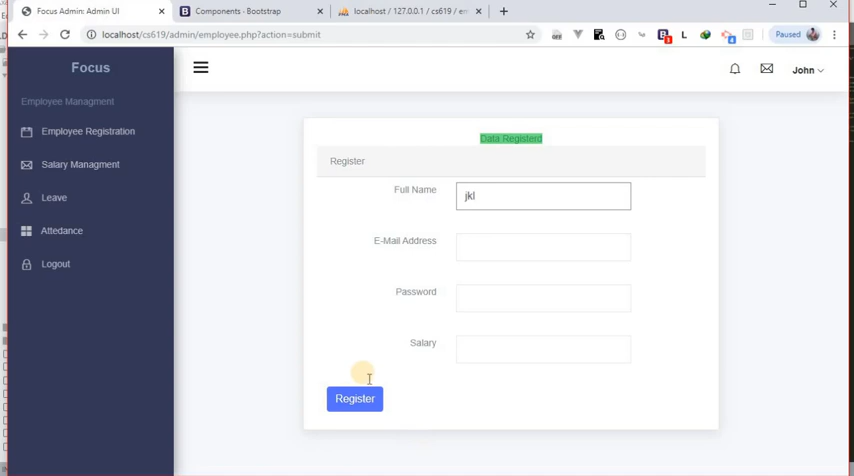 Focus Admin: Admin UI
Components · Bootstrap
localhost / 127.0.0.1 / cs619 / em
localhost/cs619/admin/employee.php?action=submit
Paused
Focus
John
Employee Managment
Employee Registration
Salary Managment
Leave
Attedance
Logout
Data Registerd
Register
Full Name
jkl
E-Mail Address
Password
Salary
Register